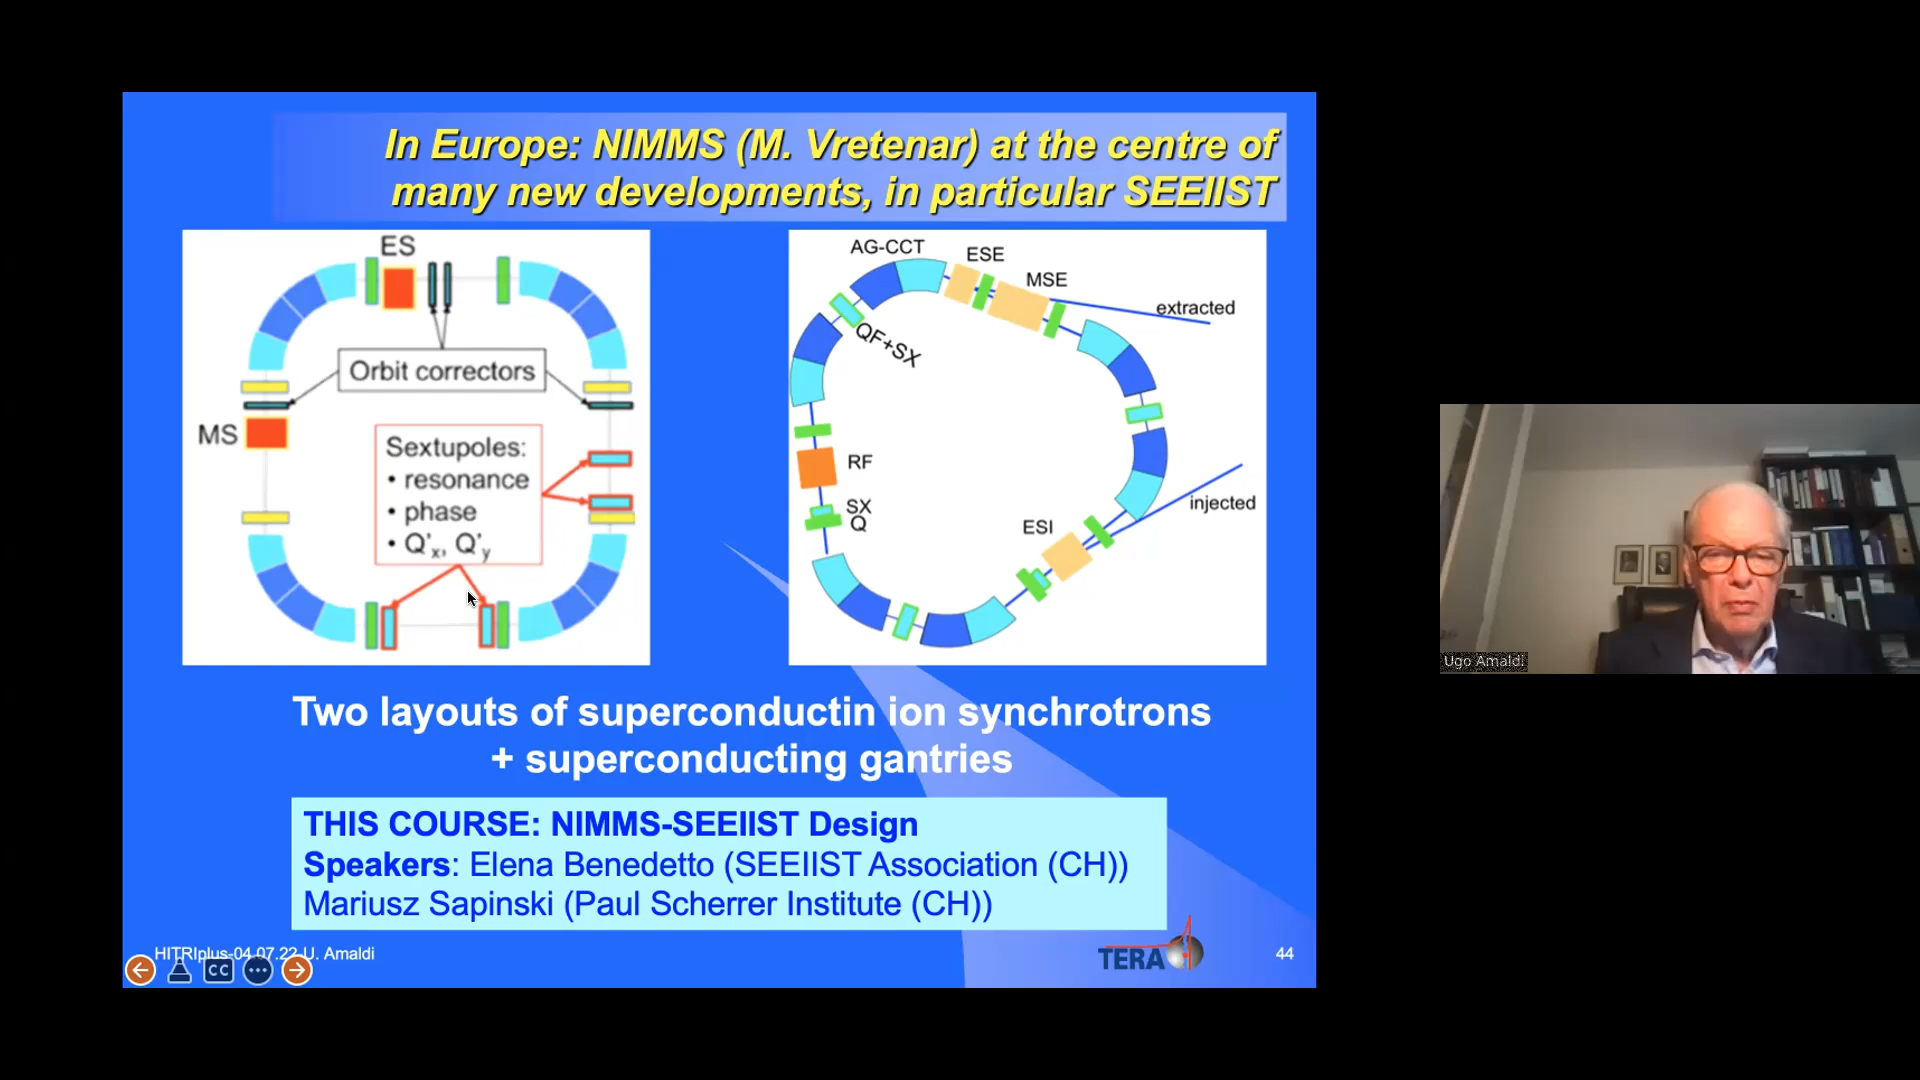 In Europe: NIMMS (M. Vretenar) at the centre of
many new developments, in particular SEEIIST
ES
Orbit correctors
MS
Sextupoles:
• resonance
• phase
• Q'x, Q'y
AG-CCT
ESE
MSE
extracted
QF+SX
RF
SX
Q
ESI
injected
Two layouts of superconductin ion synchrotrons
+ superconducting gantries
THIS COURSE: NIMMS-SEEIIST Design
Speakers: Elena Benedetto (SEEIIST Association (CH))
Mariusz Sapinski (Paul Scherrer Institute (CH))
HITRIplus-04.07.22-U. Amaldi
CC
TERA
44
Ugo Amaldi